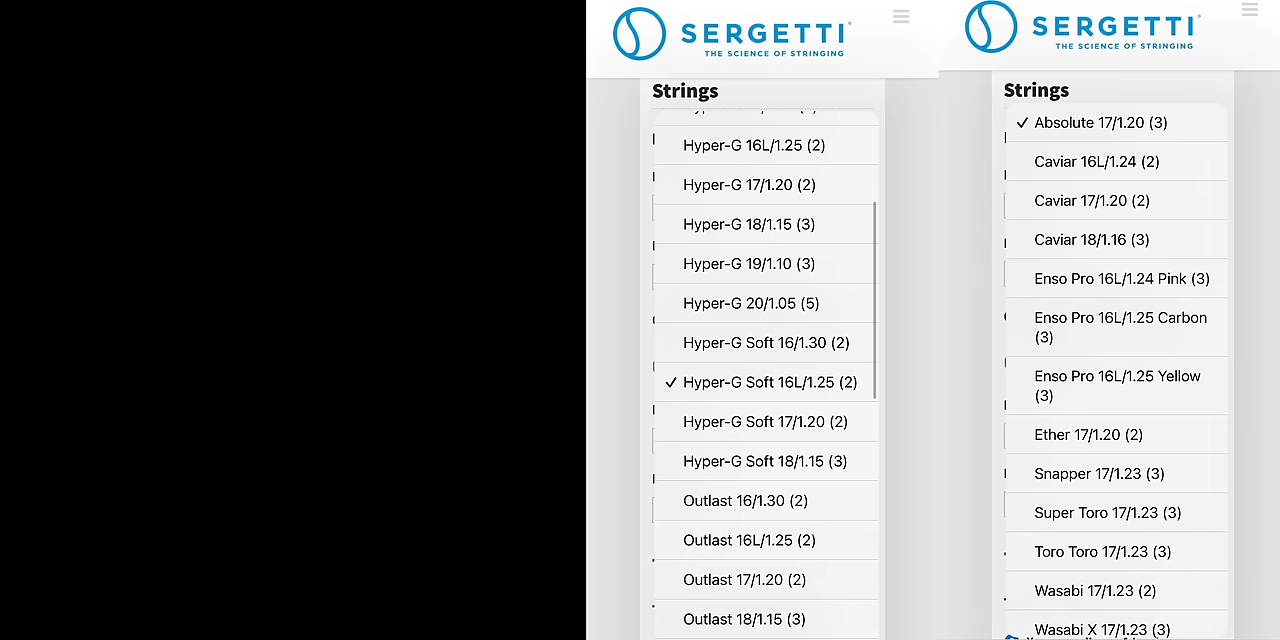 SERGETTI
THE SCIENCE OF STRINGING
Strings
Hyper-G 16L/1.25 (2)
Hyper-G 17/1.20 (2)
Hyper-G 18/1.15 (3)
Hyper-G 19/1.10 (3)
Hyper-G 20/1.05 (5)
Hyper-G Soft 16/1.30 (2)
✓ Hyper-G Soft 16L/1.25 (2)
Hyper-G Soft 17/1.20 (2)
Hyper-G Soft 18/1.15 (3)
Outlast 16/1.30 (2)
Outlast 16L/1.25 (2)
Outlast 17/1.20 (2)
Outlast 18/1.15 (3)
SERGETTI
THE SCIENCE OF STRINGING
Strings
✓ Absolute 17/1.20 (3)
Caviar 16L/1.24 (2)
Caviar 17/1.20 (2)
Caviar 18/1.16 (3)
Enso Pro 16L/1.24 Pink (3)
Enso Pro 16L/1.25 Carbon
(3)
Enso Pro 16L/1.25 Yellow
(3)
Ether 17/1.20 (2)
Snapper 17/1.23 (3)
Super Toro 17/1.23 (3)
Toro Toro 17/1.23 (3)
Wasabi 17/1.23 (2)
Wasabi X 17/1.23 (3)